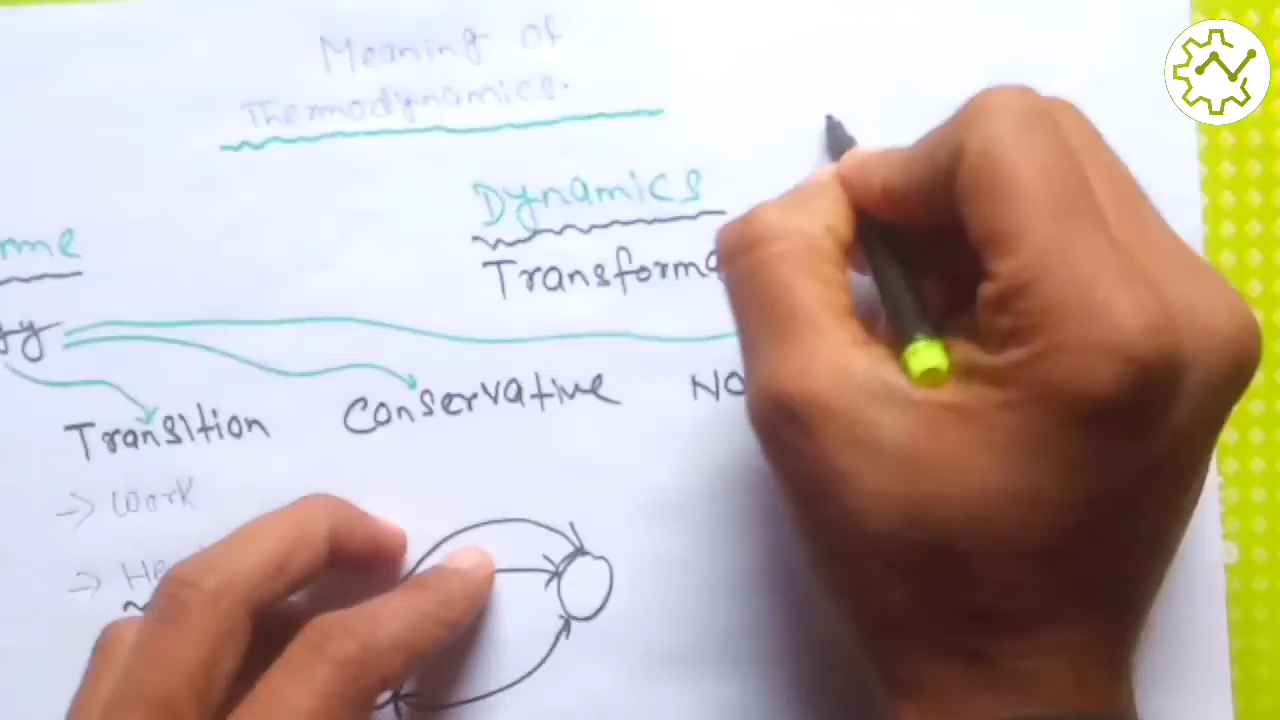 Meaning of
Thermodynamics.
Dynamics
Transforma
Transition Conservative No
→ Work
→